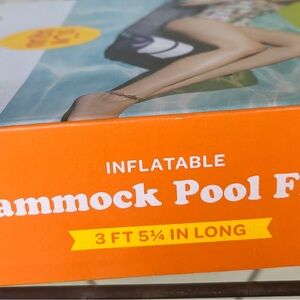 INFLATABLE
ammock Pool F
3 FT 5¼ IN LONG